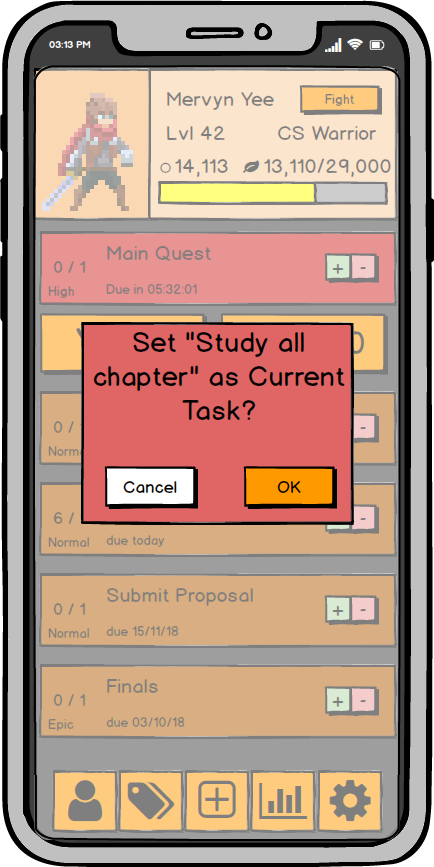 03:13 PM
Mervyn Yee
Fight
Lvl 42
CS Warrior
14,113
13,110/29,000
Main Quest
0 / 1
+ -
High
Due in 05:32:01
Set "Study all
chapter" as Current
Task?
0 /
-
Norm
Cancel
OK
6 /
+ -
Normal
due today
Submit Proposal
0 / 1
+ -
Normal
due 15/11/18
Finals
0 / 1
+ -
Epic
due 03/10/18